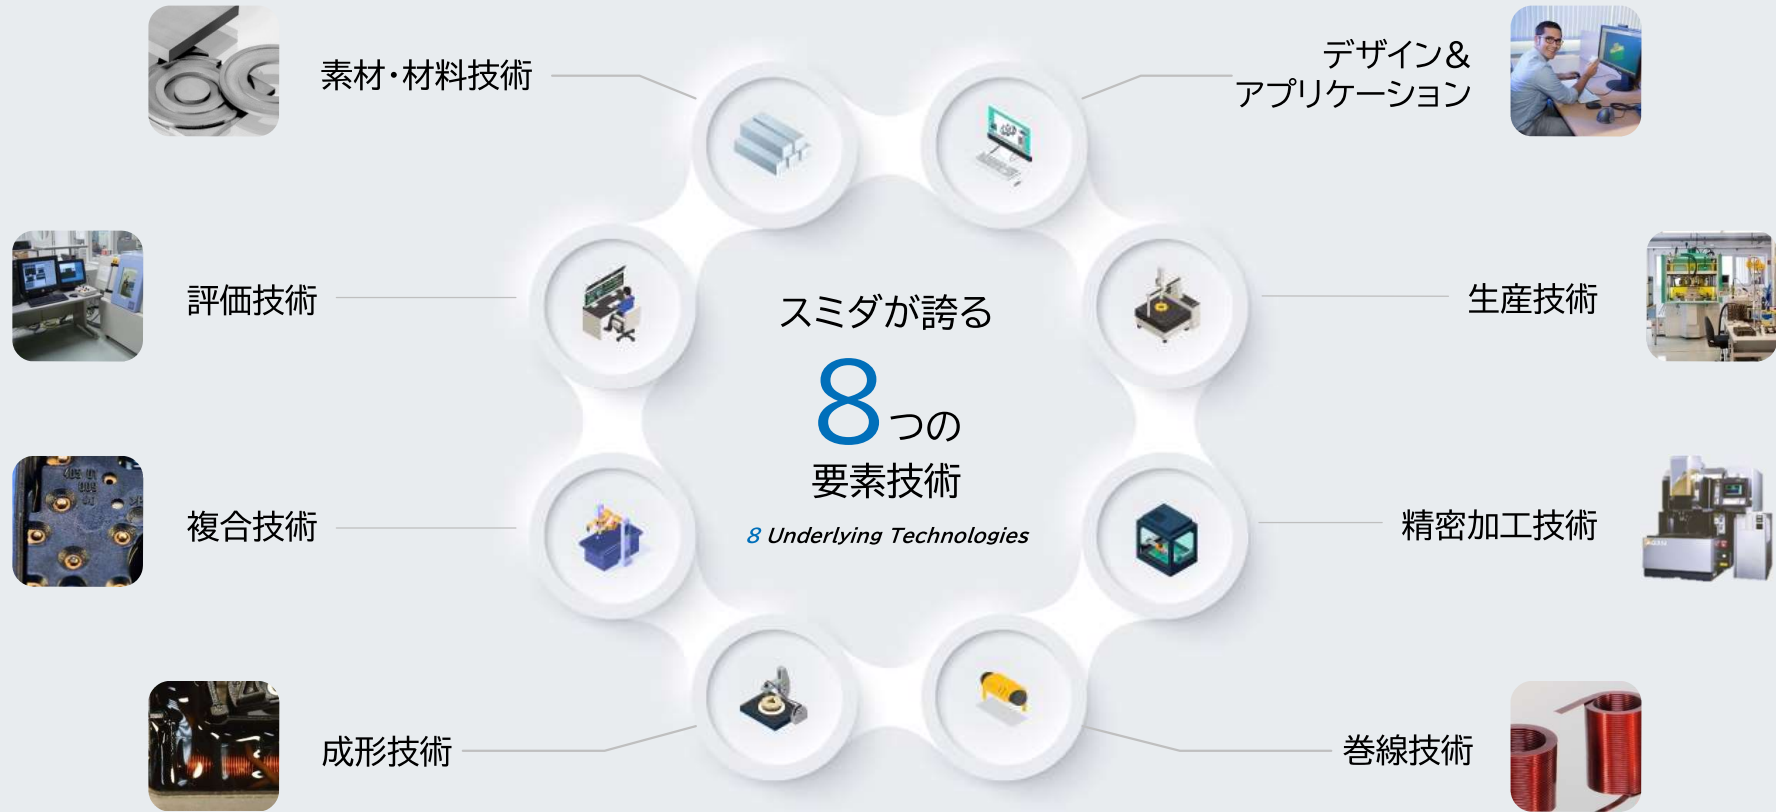 素材・材料技術
デザイン&
アプリケーション
評価技術
生産技術
スミダが誇る
8つの
要素技術
8 Underlying Technologies
複合技術
精密加工技術
成形技術
巻線技術